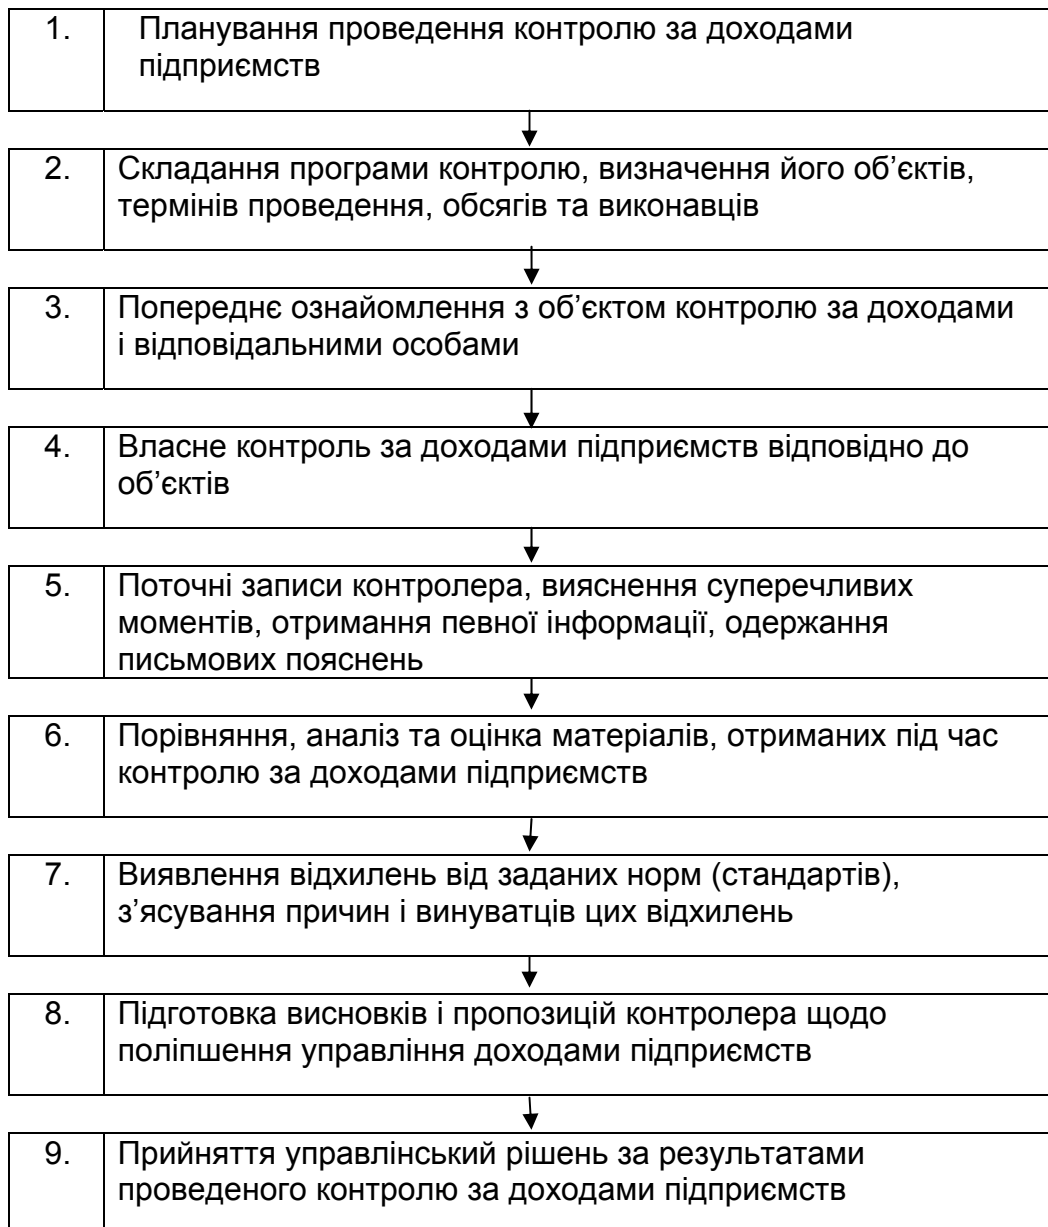 1. Планування проведення контролю за доходами
підприємств
2. Складання програми контролю, визначення його об’єктів,
термінів проведення, обсягів та виконавців
3. Попереднє ознайомлення з об’єктом контролю за доходами
і відповідальними особами
4. Власне контроль за доходами підприємств відповідно до
об’єктів
5. Поточні записи контролера, вияснення суперечливих
моментів, отримання певної інформації, одержання
письмових пояснень
6. Порівняння, аналіз та оцінка матеріалів, отриманих під час
контролю за доходами підприємств
7. Виявлення відхилень від заданих норм (стандартів),
з’ясування причин і винуватців цих відхилень
8. Підготовка висновків і пропозицій контролера щодо
поліпшення управління доходами підприємств
9. Прийняття управлінський рішень за результатами
проведеного контролю за доходами підприємств